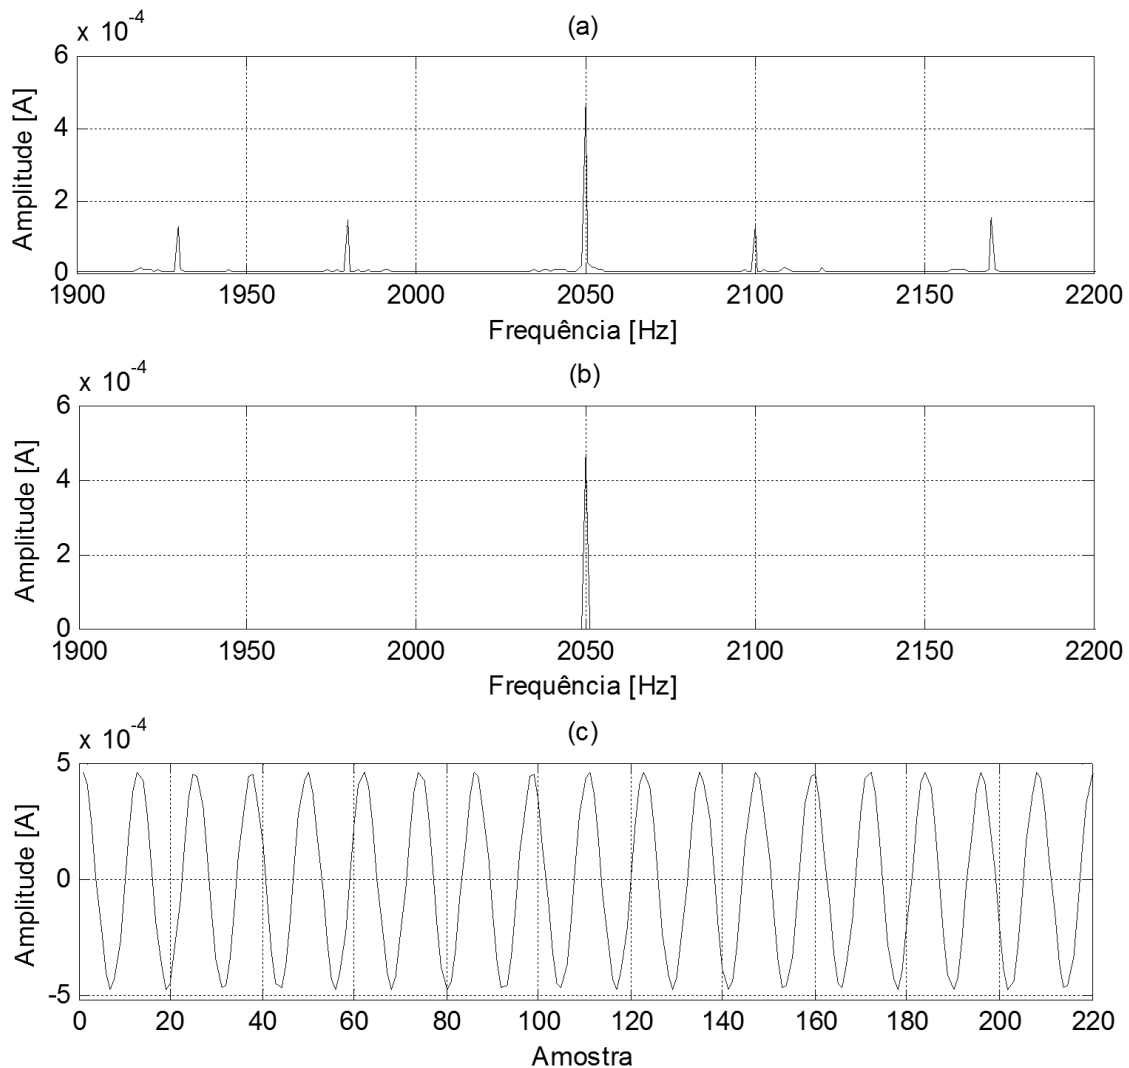 (a)
x 10-4
6
4
2
0
Amplitude [A]
1900 1950 2000 2050 2100 2150 2200
Frequência [Hz]
(b)
x 10-4
6
4
2
0
Amplitude [A]
1900 1950 2000 2050 2100 2150 2200
Frequência [Hz]
(c)
x 10-4
5
0
-5
Amplitude [A]
0 20 40 60 80 100 120 140 160 180 200 220
Amostra